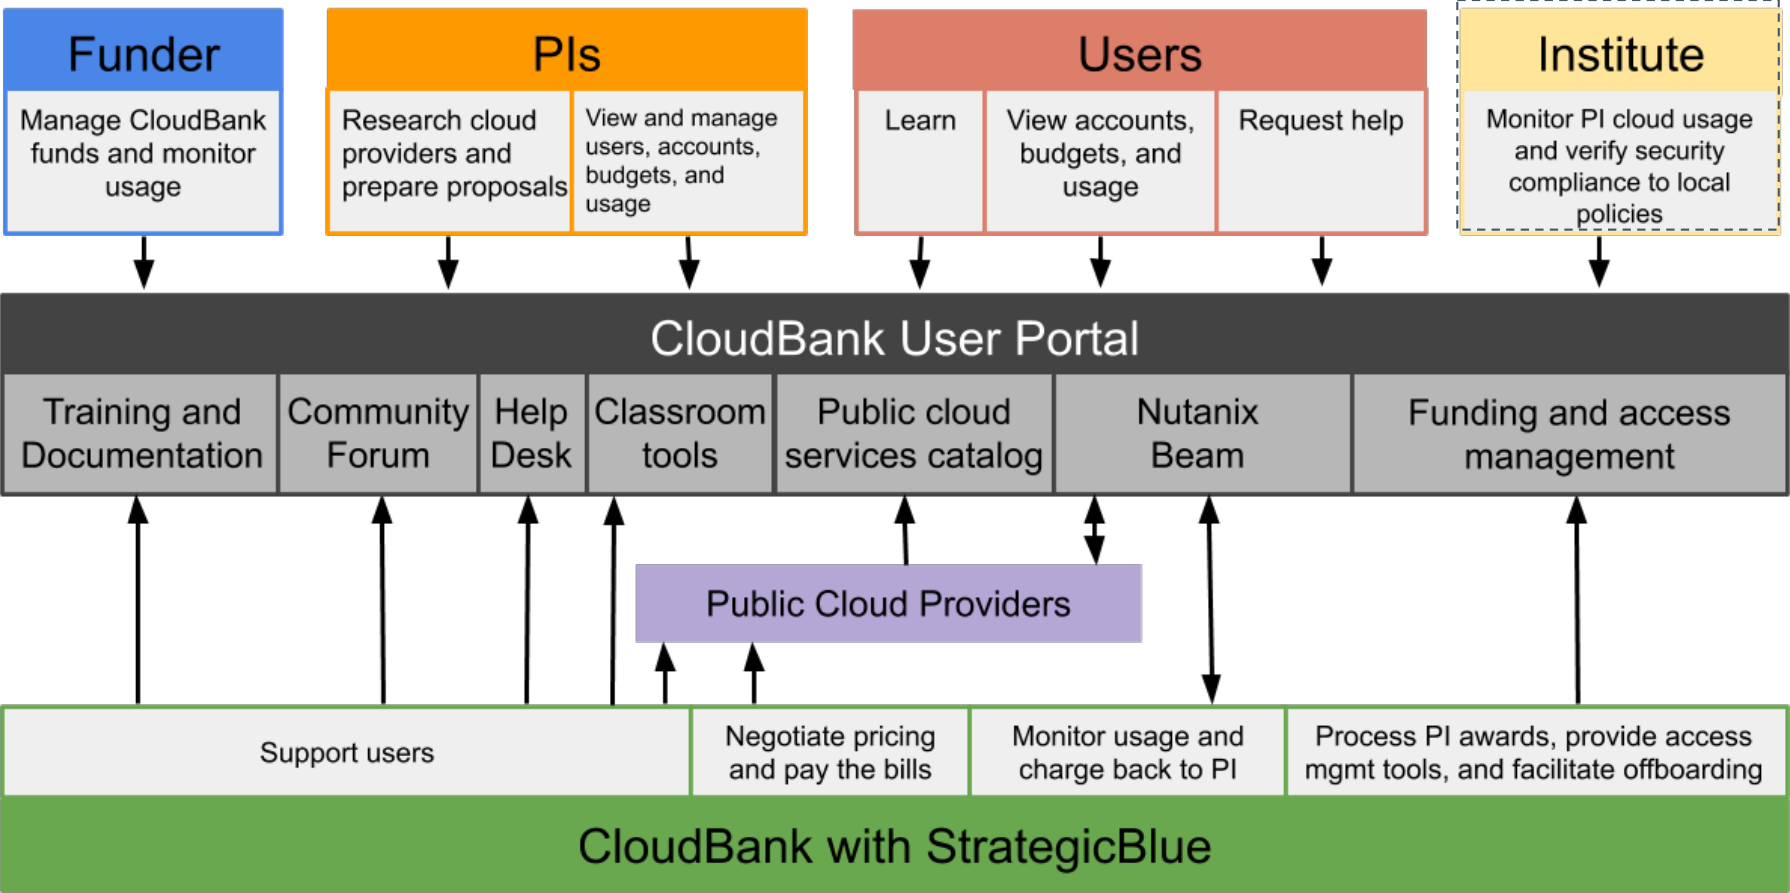 Funder
Manage CloudBank
funds and monitor
usage
PIs
Research cloud
providers and
prepare proposals
View and manage
users, accounts,
budgets, and
usage
Users
Learn
View accounts,
budgets, and
usage
Request help
Institute
Monitor PI cloud usage
and verify security
compliance to local
policies
CloudBank User Portal
Training and
Documentation
Community
Forum
Help
Desk
Classroom
tools
Public cloud
services catalog
Nutanix
Beam
Funding and access
management
Public Cloud Providers
Support users
Negotiate pricing
and pay the bills
Monitor usage and
charge back to PI
Process PI awards, provide access
mgmt tools, and facilitate offboarding
CloudBank with StrategicBlue